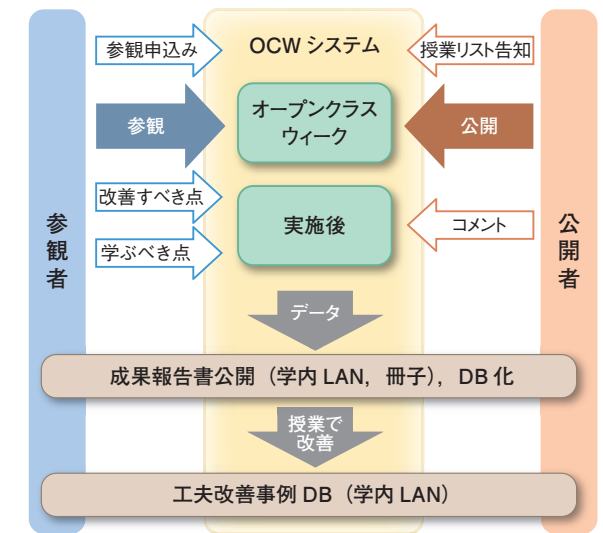 参観申込み
OCW システム
授業リスト告知
参観
オープンクラス
ウィーク
公開
改善すべき点
学ぶべき点
実施後
コメント
参観者
公開者
データ
成果報告書公開（学内 LAN，冊子），DB 化
授業で
改善
工夫改善事例 DB（学内 LAN）